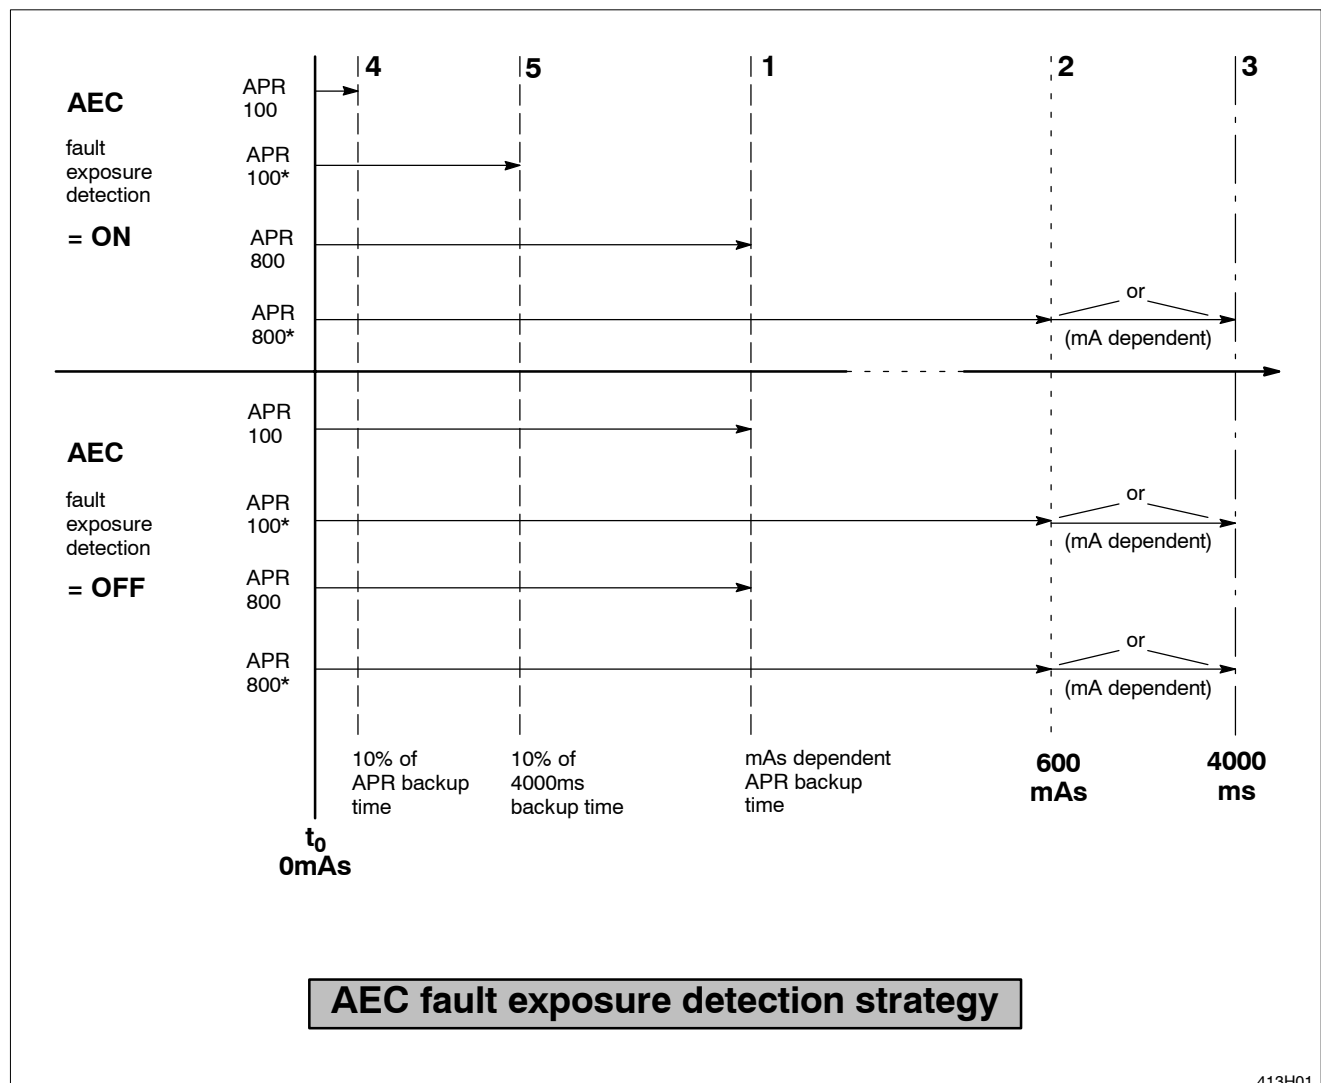 4
5
1
2
3
AEC
fault
exposure
detection
= ON
APR
100
APR
100*
APR
800
APR
800*
or
(mA dependent)
AEC
fault
exposure
detection
= OFF
APR
100
APR
100*
or
(mA dependent)
APR
800
APR
800*
or
(mA dependent)
10% of
APR backup
time
10% of
4000ms
backup time
mAs dependent
APR backup
time
600
mAs
4000
ms
t0
0mAs
AEC fault exposure detection strategy
413H01